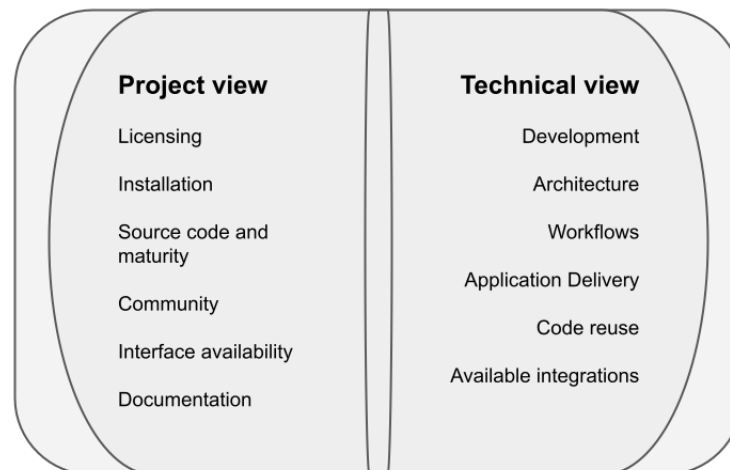 Project view
Licensing
Installation
Source code and
maturity
Community
Interface availability
Documentation
Technical view
Development
Architecture
Workflows
Application Delivery
Code reuse
Available integrations